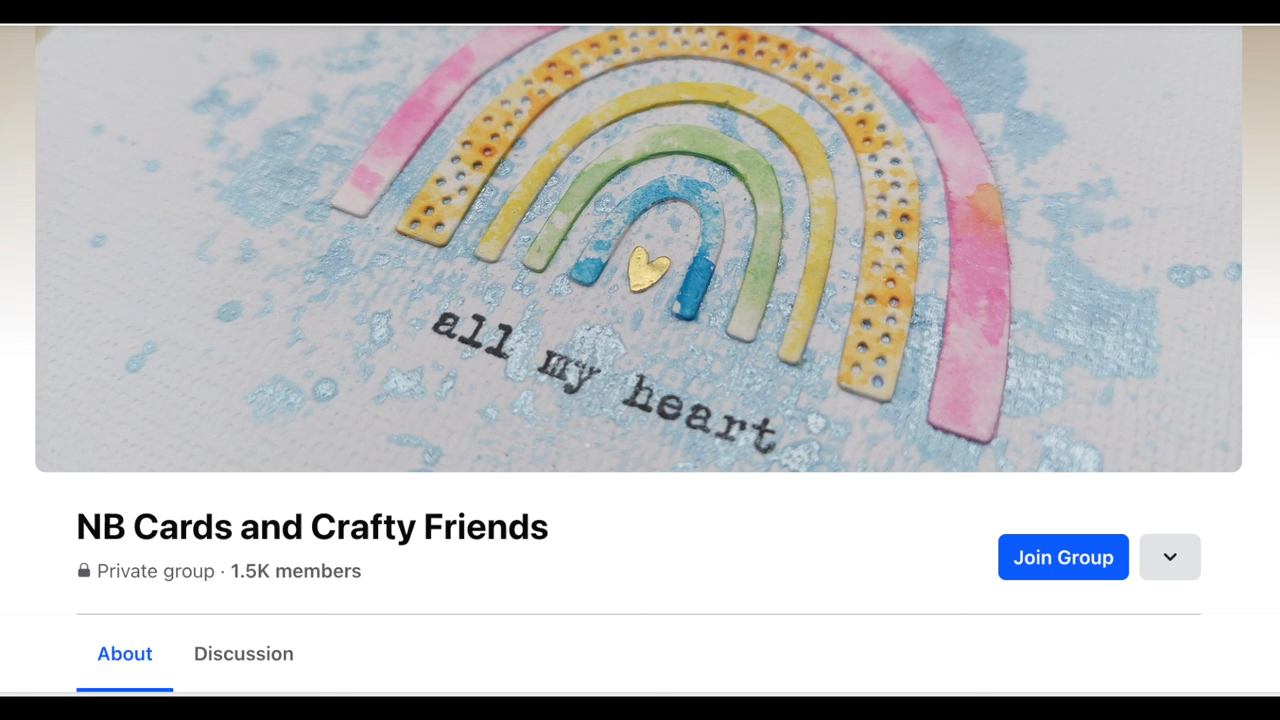 all my heart
NB Cards and Crafty Friends
Private group · 1.5K members
Join Group
About
Discussion